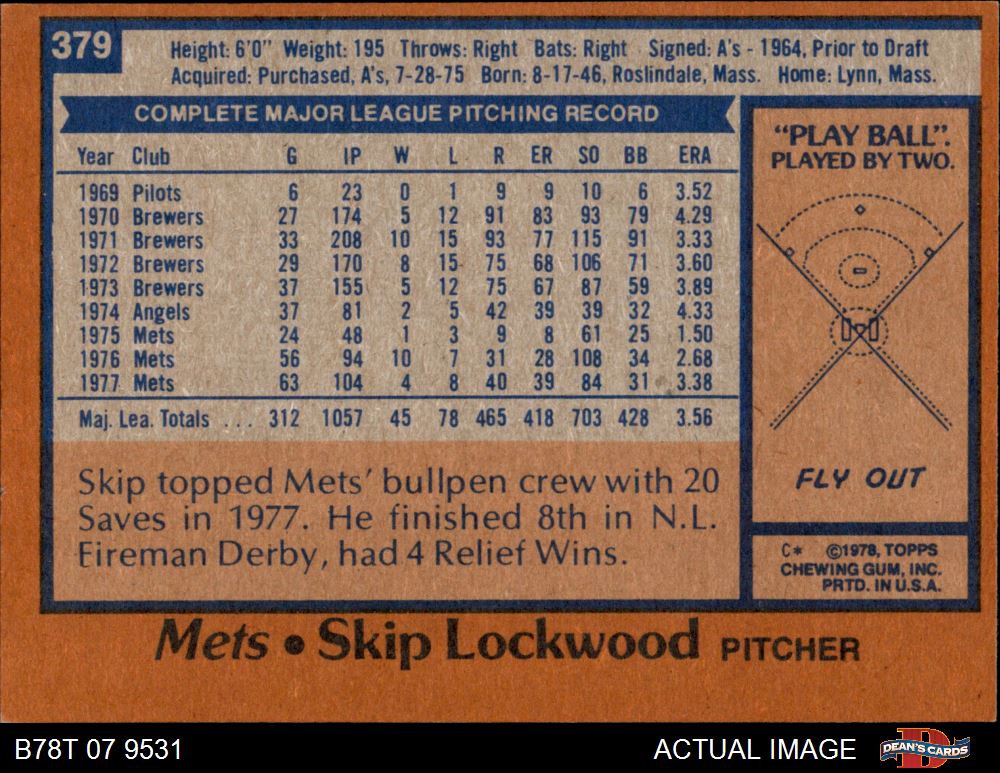 379
Height: 6'0" Weight: 195 Throws: Right Bats: Right Signed: A's - 1964, Prior to Draft
Acquired: Purchased, A's, 7-28-75 Born: 8-17-46, Roslindale, Mass. Home: Lynn, Mass.
COMPLETE MAJOR LEAGUE PITCHING RECORD
Year Club G IP W L R ER SO BB ERA
1969 Pilots 6 23 0 1 9 9 10 6 3.52
1970 Brewers 27 174 5 12 91 83 93 79 4.29
1971 Brewers 33 208 10 15 93 77 115 91 3.33
1972 Brewers 29 170 8 15 75 68 106 71 3.60
1973 Brewers 37 155 5 12 75 67 87 59 3.89
1974 Angels 37 81 2 5 42 39 39 32 4.33
1975 Mets 24 48 1 3 9 8 61 25 1.50
1976 Mets 56 94 10 7 31 28 108 34 2.68
1977 Mets 63 104 4 8 40 39 84 31 3.38
Maj. Lea. Totals ... 312 1057 45 78 465 418 703 428 3.56
Skip topped Mets' bullpen crew with 20
Saves in 1977. He finished 8th in N.L.
Fireman Derby, had 4 Relief Wins.
"PLAY BALL".
PLAYED BY TWO.
FLY OUT
C* ©1978, TOPPS
CHEWING GUM, INC.
PRTD. IN U.S.A.
Mets • Skip Lockwood PITCHER
B78T 07 9531
ACTUAL IMAGE
DEAN'S CARDS